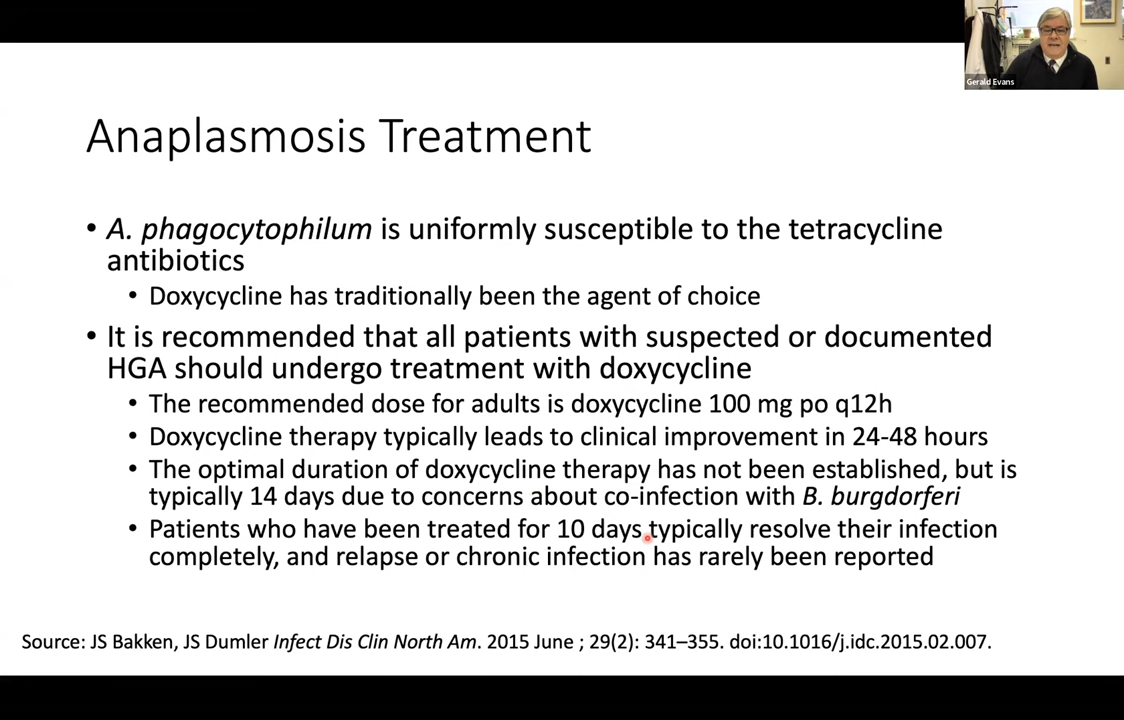 Gerald Evans
Anaplasmosis Treatment
• A. phagocytophilum is uniformly susceptible to the tetracycline
antibiotics
• Doxycycline has traditionally been the agent of choice
• It is recommended that all patients with suspected or documented
HGA should undergo treatment with doxycycline
• The recommended dose for adults is doxycycline 100 mg po q12h
• Doxycycline therapy typically leads to clinical improvement in 24-48 hours
• The optimal duration of doxycycline therapy has not been established, but is
typically 14 days due to concerns about co-infection with B. burgdorferi
• Patients who have been treated for 10 days typically resolve their infection
completely, and relapse or chronic infection has rarely been reported
Source: JS Bakken, JS Dumler Infect Dis Clin North Am. 2015 June ; 29(2): 341–355. doi:10.1016/j.idc.2015.02.007.